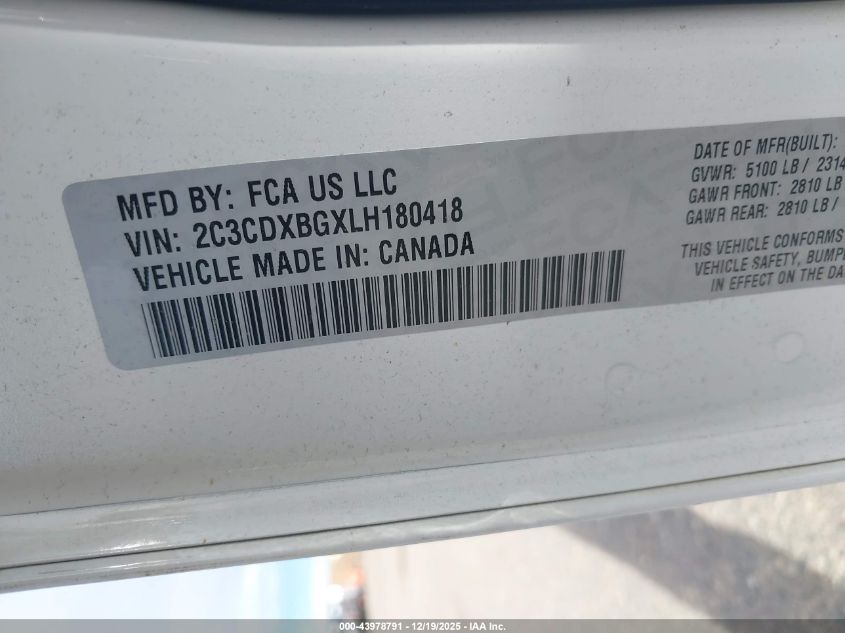 MFD BY: FCA US LLC
VIN: 2C3CDXBGXLH180418
VEHICLE MADE IN: CANADA
DATE OF MFR(BUILT):
GVWR: 5100 LB / 2314
GAWR FRONT: 2810 LB
GAWR REAR: 2810 LB /
THIS VEHICLE CONFORMS
VEHICLE SAFETY, BUMP
IN EFFECT ON THE DA
000-43978791 - 12/19/2025 - IAA Inc.